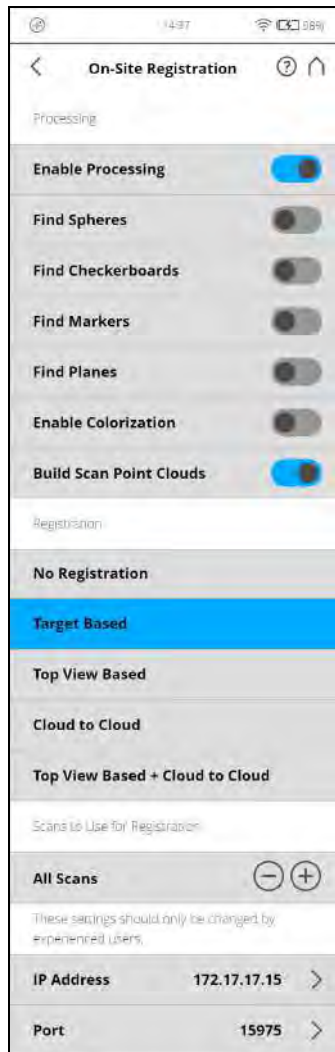 14:37
98%
On-Site Registration
Processing
Enable Processing
Find Spheres
Find Checkerboards
Find Markers
Find Planes
Enable Colorization
Build Scan Point Clouds
Registration
No Registration
Target Based
Top View Based
Cloud to Cloud
Top View Based + Cloud to Cloud
Scans to Use for Registration
All Scans
These settings should only be changed by
experienced users.
IP Address 172.17.17.15
Port 15975